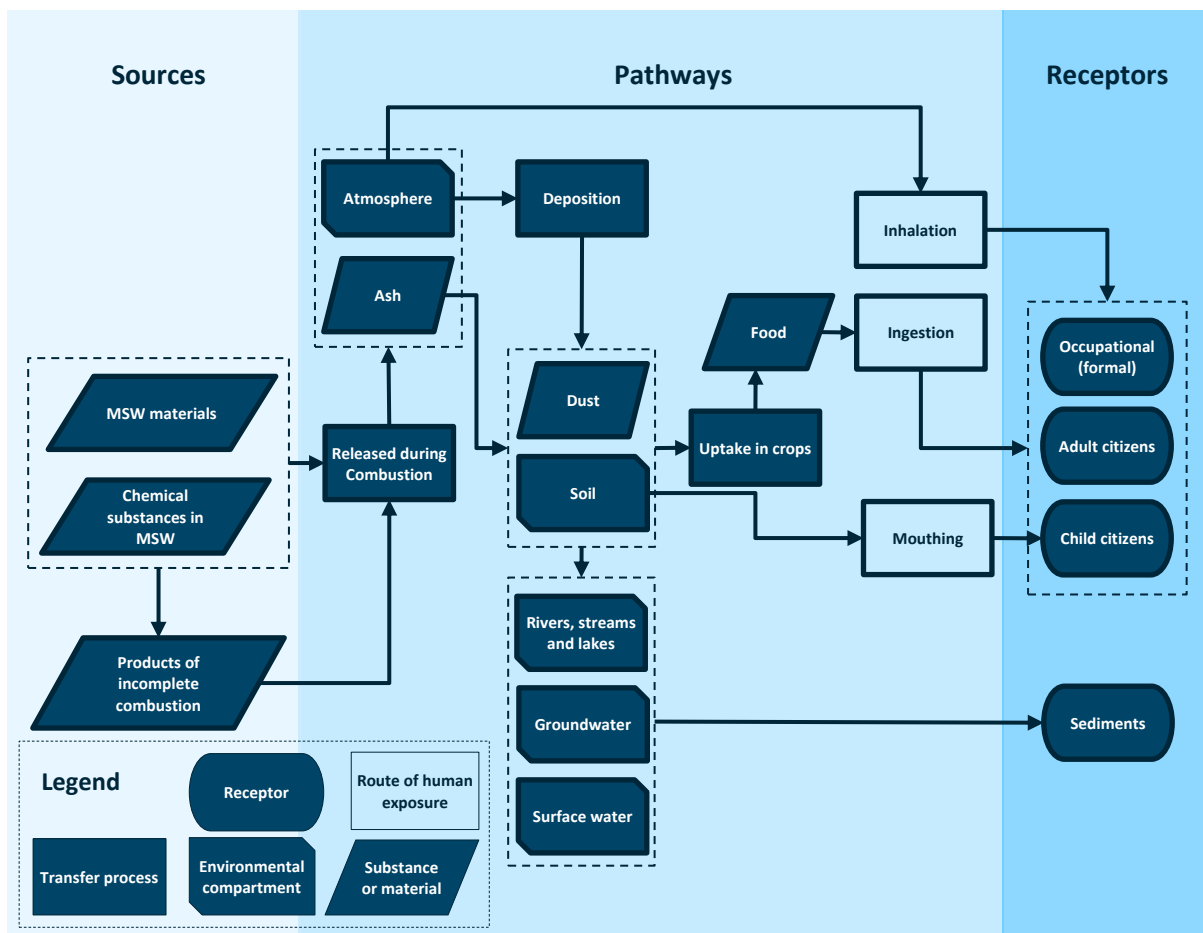 Sources
Pathways
Receptors
Atmosphere
Deposition
Inhalation
Ash
Food
Ingestion
Occupational
(formal)
MSW materials
Dust
Released during
Combustion
Uptake in crops
Adult citizens
Chemical
substances in
MSW
Soil
Mouthing
Child citizens
Rivers, streams
and lakes
Products of
incomplete
combustion
Groundwater
Sediments
Surface water
Legend
Receptor
Route of human
exposure
Transfer process
Environmental
compartment
Substance
or material